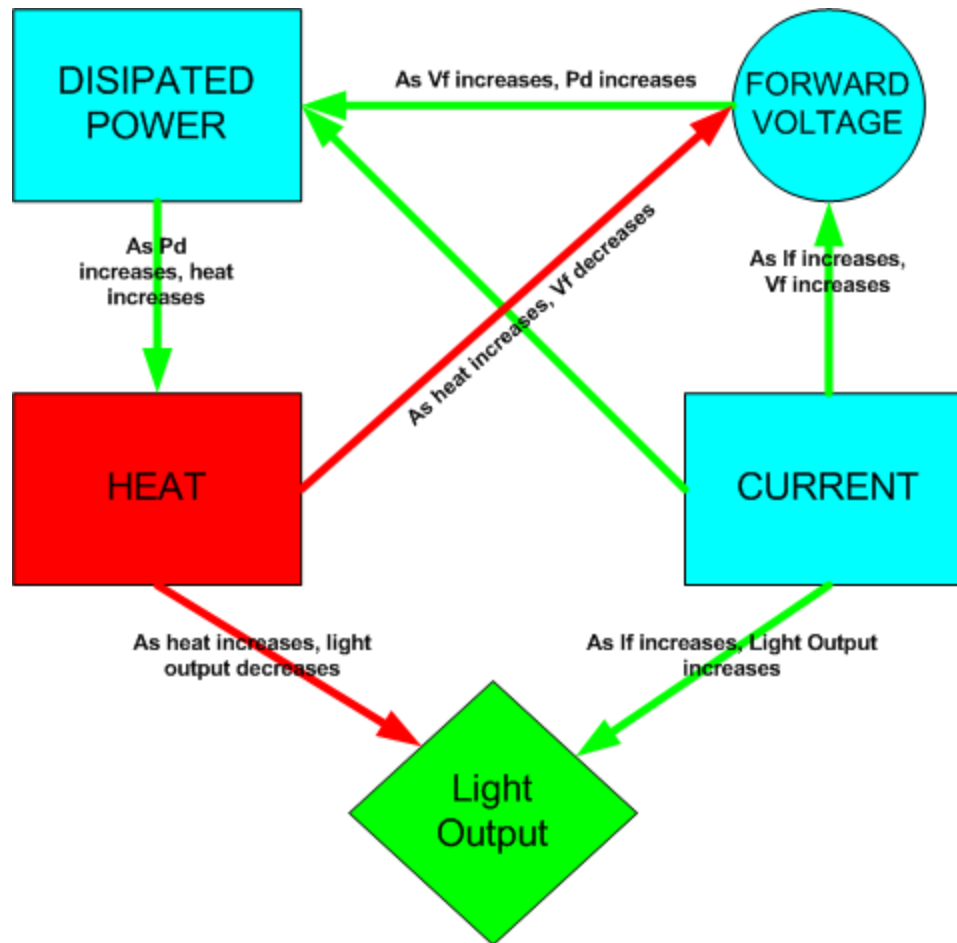 DISIPATED
POWER
As Vf increases, Pd increases
FORWARD
VOLTAGE
As Pd
increases, heat
increases
As heat increases, Vf decreases
As If increases,
Vf increases
HEAT
CURRENT
As heat increases, light
output decreases
As If increases, Light Output
increases
Light
Output